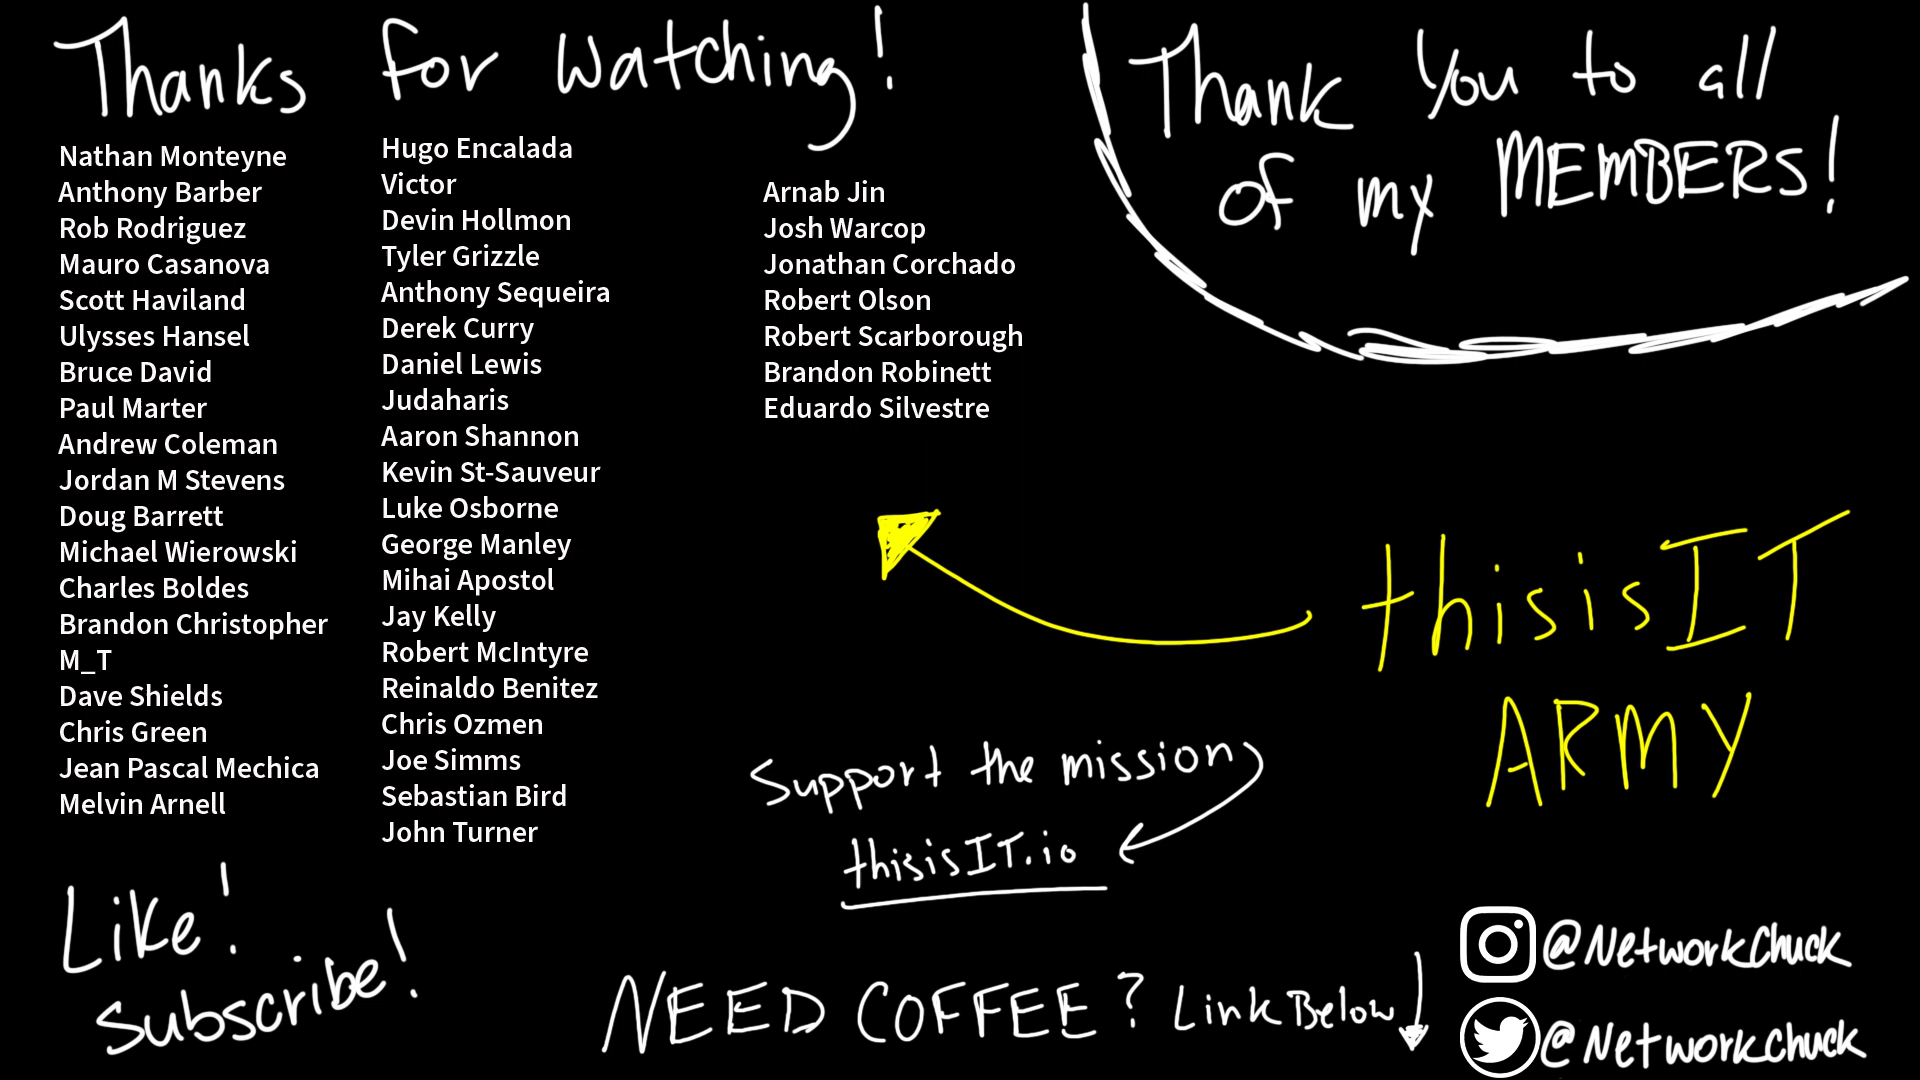 Thanks for watching!
Nathan Monteyne
Anthony Barber
Rob Rodriguez
Mauro Casanova
Scott Haviland
Ulysses Hansel
Bruce David
Paul Marter
Andrew Coleman
Jordan M Stevens
Doug Barrett
Michael Wierowski
Charles Boldes
Brandon Christopher
M_T
Dave Shields
Chris Green
Jean Pascal Mechica
Melvin Arnell
Hugo Encalada
Victor
Devin Hollmon
Tyler Grizzle
Anthony Sequeira
Derek Curry
Daniel Lewis
Judaharis
Aaron Shannon
Kevin St-Sauveur
Luke Osborne
George Manley
Mihai Apostol
Jay Kelly
Robert McIntyre
Reinaldo Benitez
Chris Ozmen
Joe Simms
Sebastian Bird
John Turner
Arnab Jin
Josh Warcop
Jonathan Corchado
Robert Olson
Robert Scarborough
Brandon Robinett
Eduardo Silvestre
Thank You to all
of my MEMBERS!
thisisIT
ARMY
Support the mission
thisisIT.io
Like!
Subscribe!
NEED COFFEE? Link Below
@NetworkChuck
@NetworkChuck